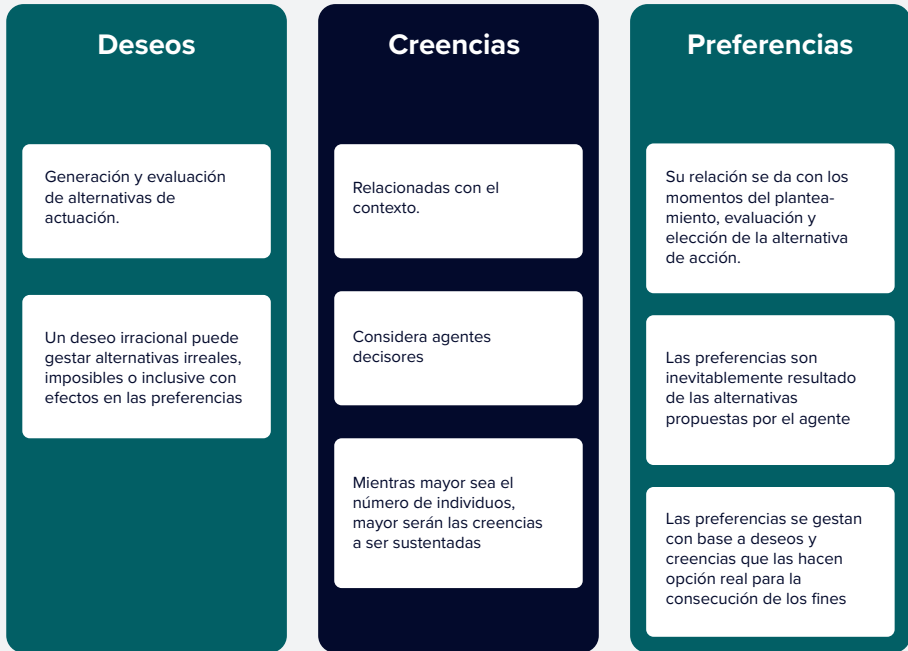 Deseos
Generación y evaluación
de alternativas de
actuación.
Un deseo irracional puede
gestar alternativas irreales,
imposibles o inclusive con
efectos en las preferencias
Creencias
Relacionadas con el
contexto.
Considera agentes
decisores
Mientras mayor sea el
número de individuos,
mayor serán las creencias
a ser sustentadas
Preferencias
Su relación se da con los
momentos del plantea-
miento, evaluación y
elección de la alternativa
de acción.
Las preferencias son
inevitablemente resultado
de las alternativas
propuestas por el agente
Las preferencias se gestan
con base a deseos y
creencias que las hacen
opción real para la
consecución de los fines